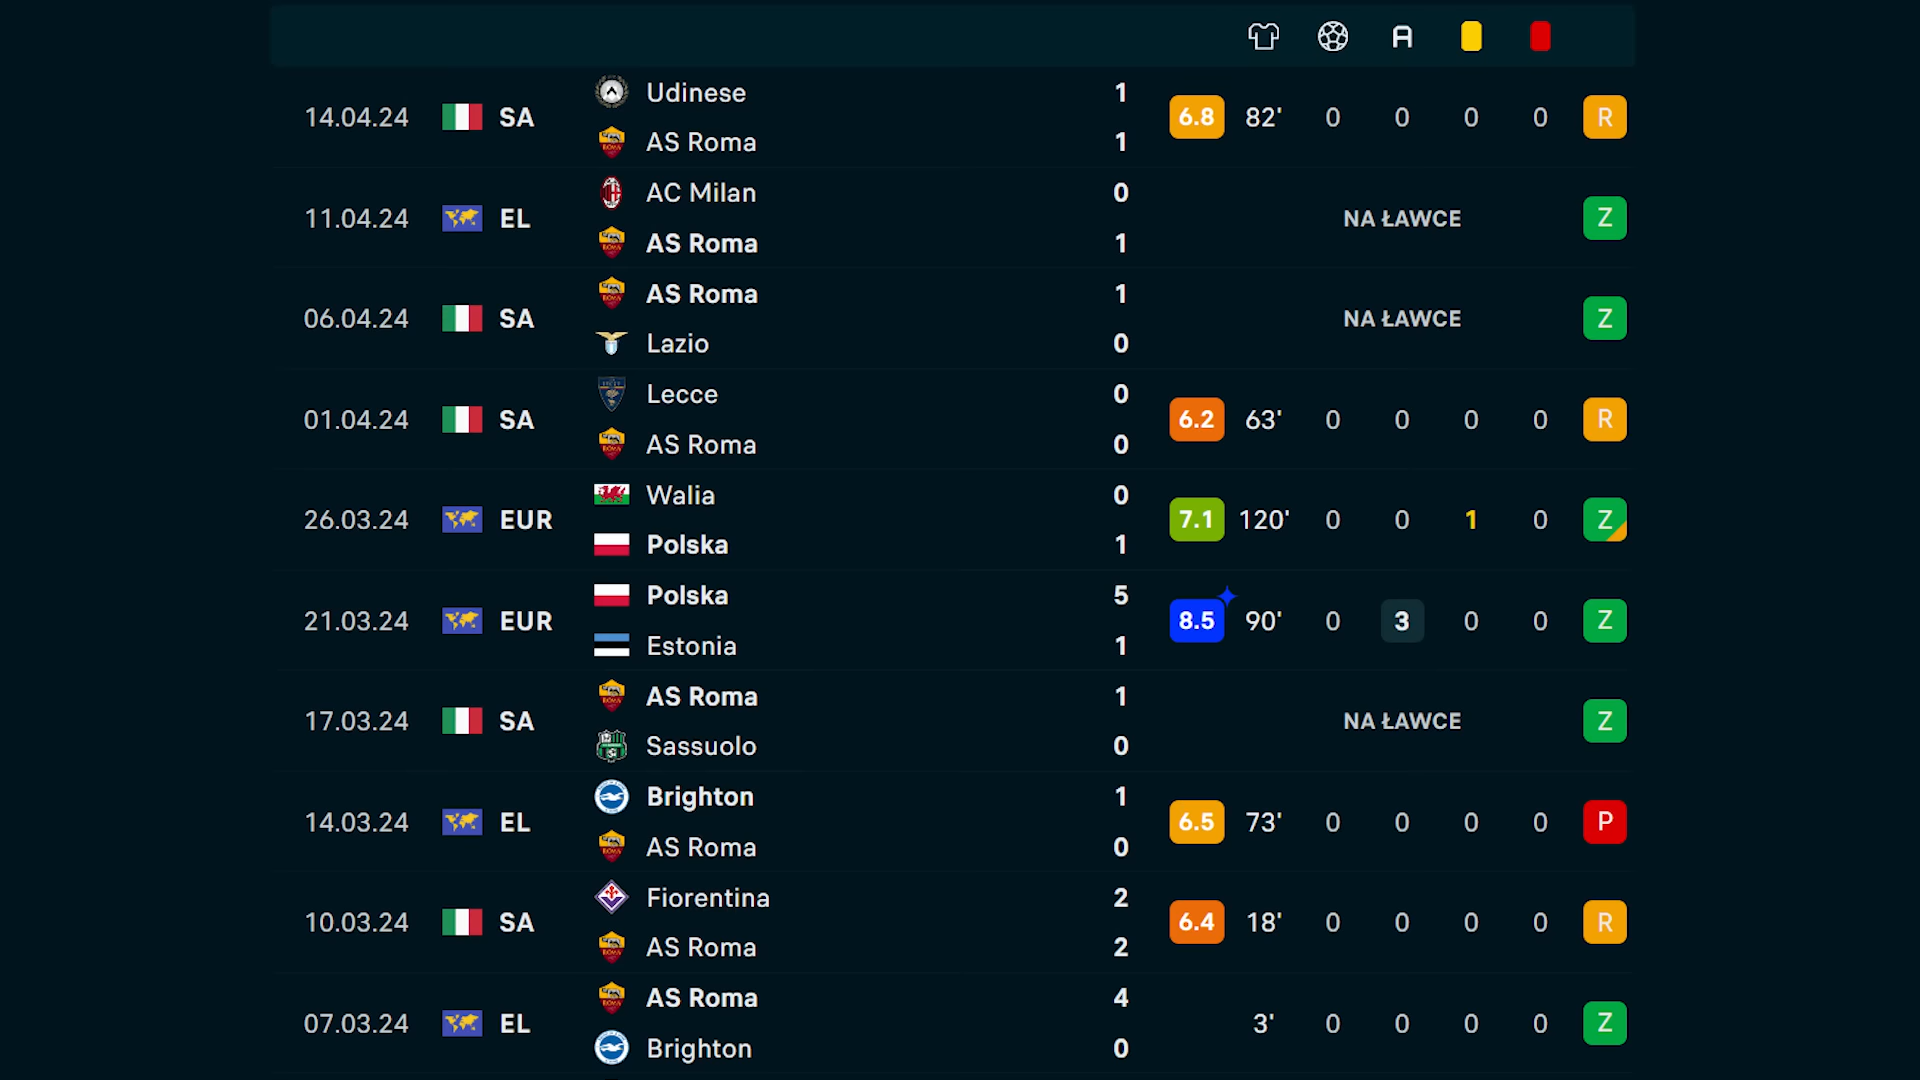 A
14.04.24 SA Udinese 1 6.8 82' 0 0 0 0 R
AS Roma 1
11.04.24 EL AC Milan 0 NA ŁAWCE Z
AS Roma 1
06.04.24 SA AS Roma 1 NA ŁAWCE Z
Lazio 0
01.04.24 SA Lecce 0 6.2 63' 0 0 0 0 R
AS Roma 0
26.03.24 EUR Walia 0 7.1 120' 0 0 1 0 Z
Polska 1
21.03.24 EUR Polska 5 8.5 90' 0 3 0 0 Z
Estonia 1
17.03.24 SA AS Roma 1 NA ŁAWCE Z
Sassuolo 0
14.03.24 EL Brighton 1 6.5 73' 0 0 0 0 P
AS Roma 0
10.03.24 SA Fiorentina 2 6.4 18' 0 0 0 0 R
AS Roma 2
07.03.24 EL AS Roma 4 3' 0 0 0 0 Z
Brighton 0